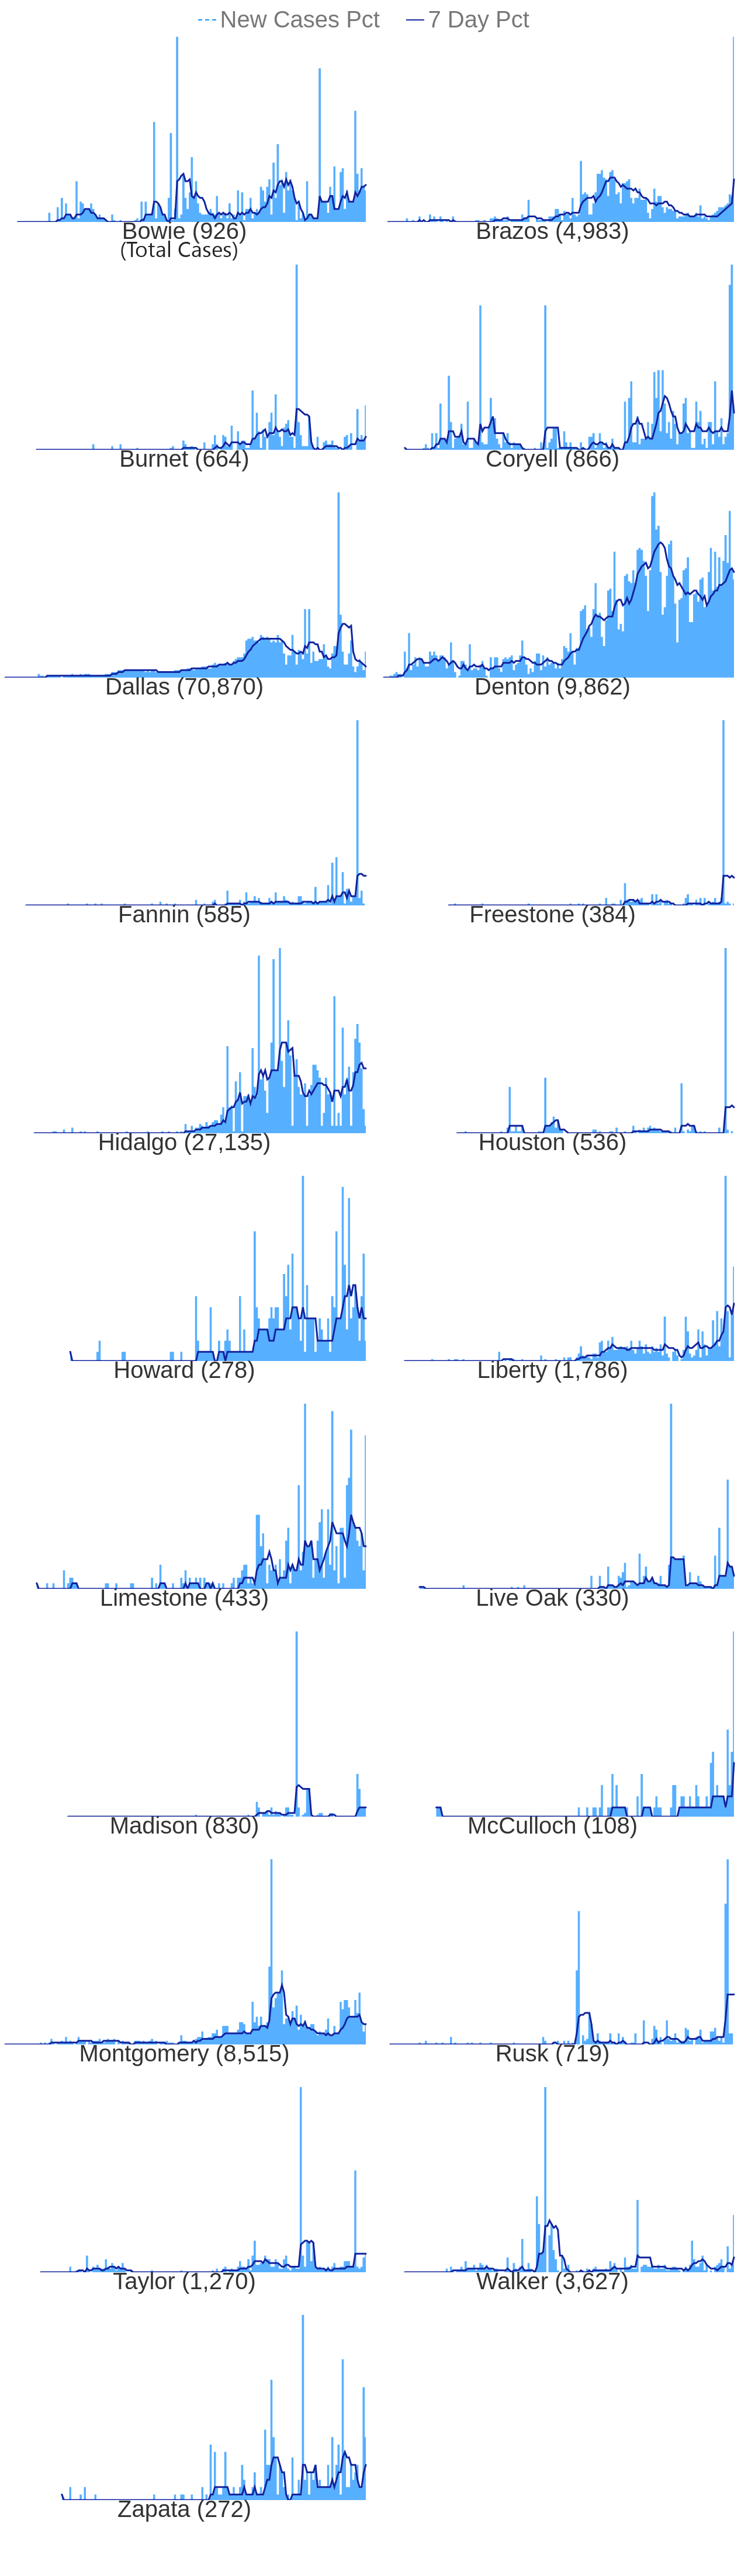 New Cases Pct 7 Day Pct
Bowie (926) Brazos (4,983)
(Total Cases)
Burnet (664) Coryell (866)
Dallas (70,870) Denton (9,862)
Fannin (585) Freestone (384)
Hidalgo (27,135) Houston (536)
Howard (278) Liberty (1,786)
Limestone (433) Live Oak (330)
Madison (830) McCulloch (108)
Montgomery (8,515) Rusk (719)
Taylor (1,270) Walker (3,627)
Zapata (272)